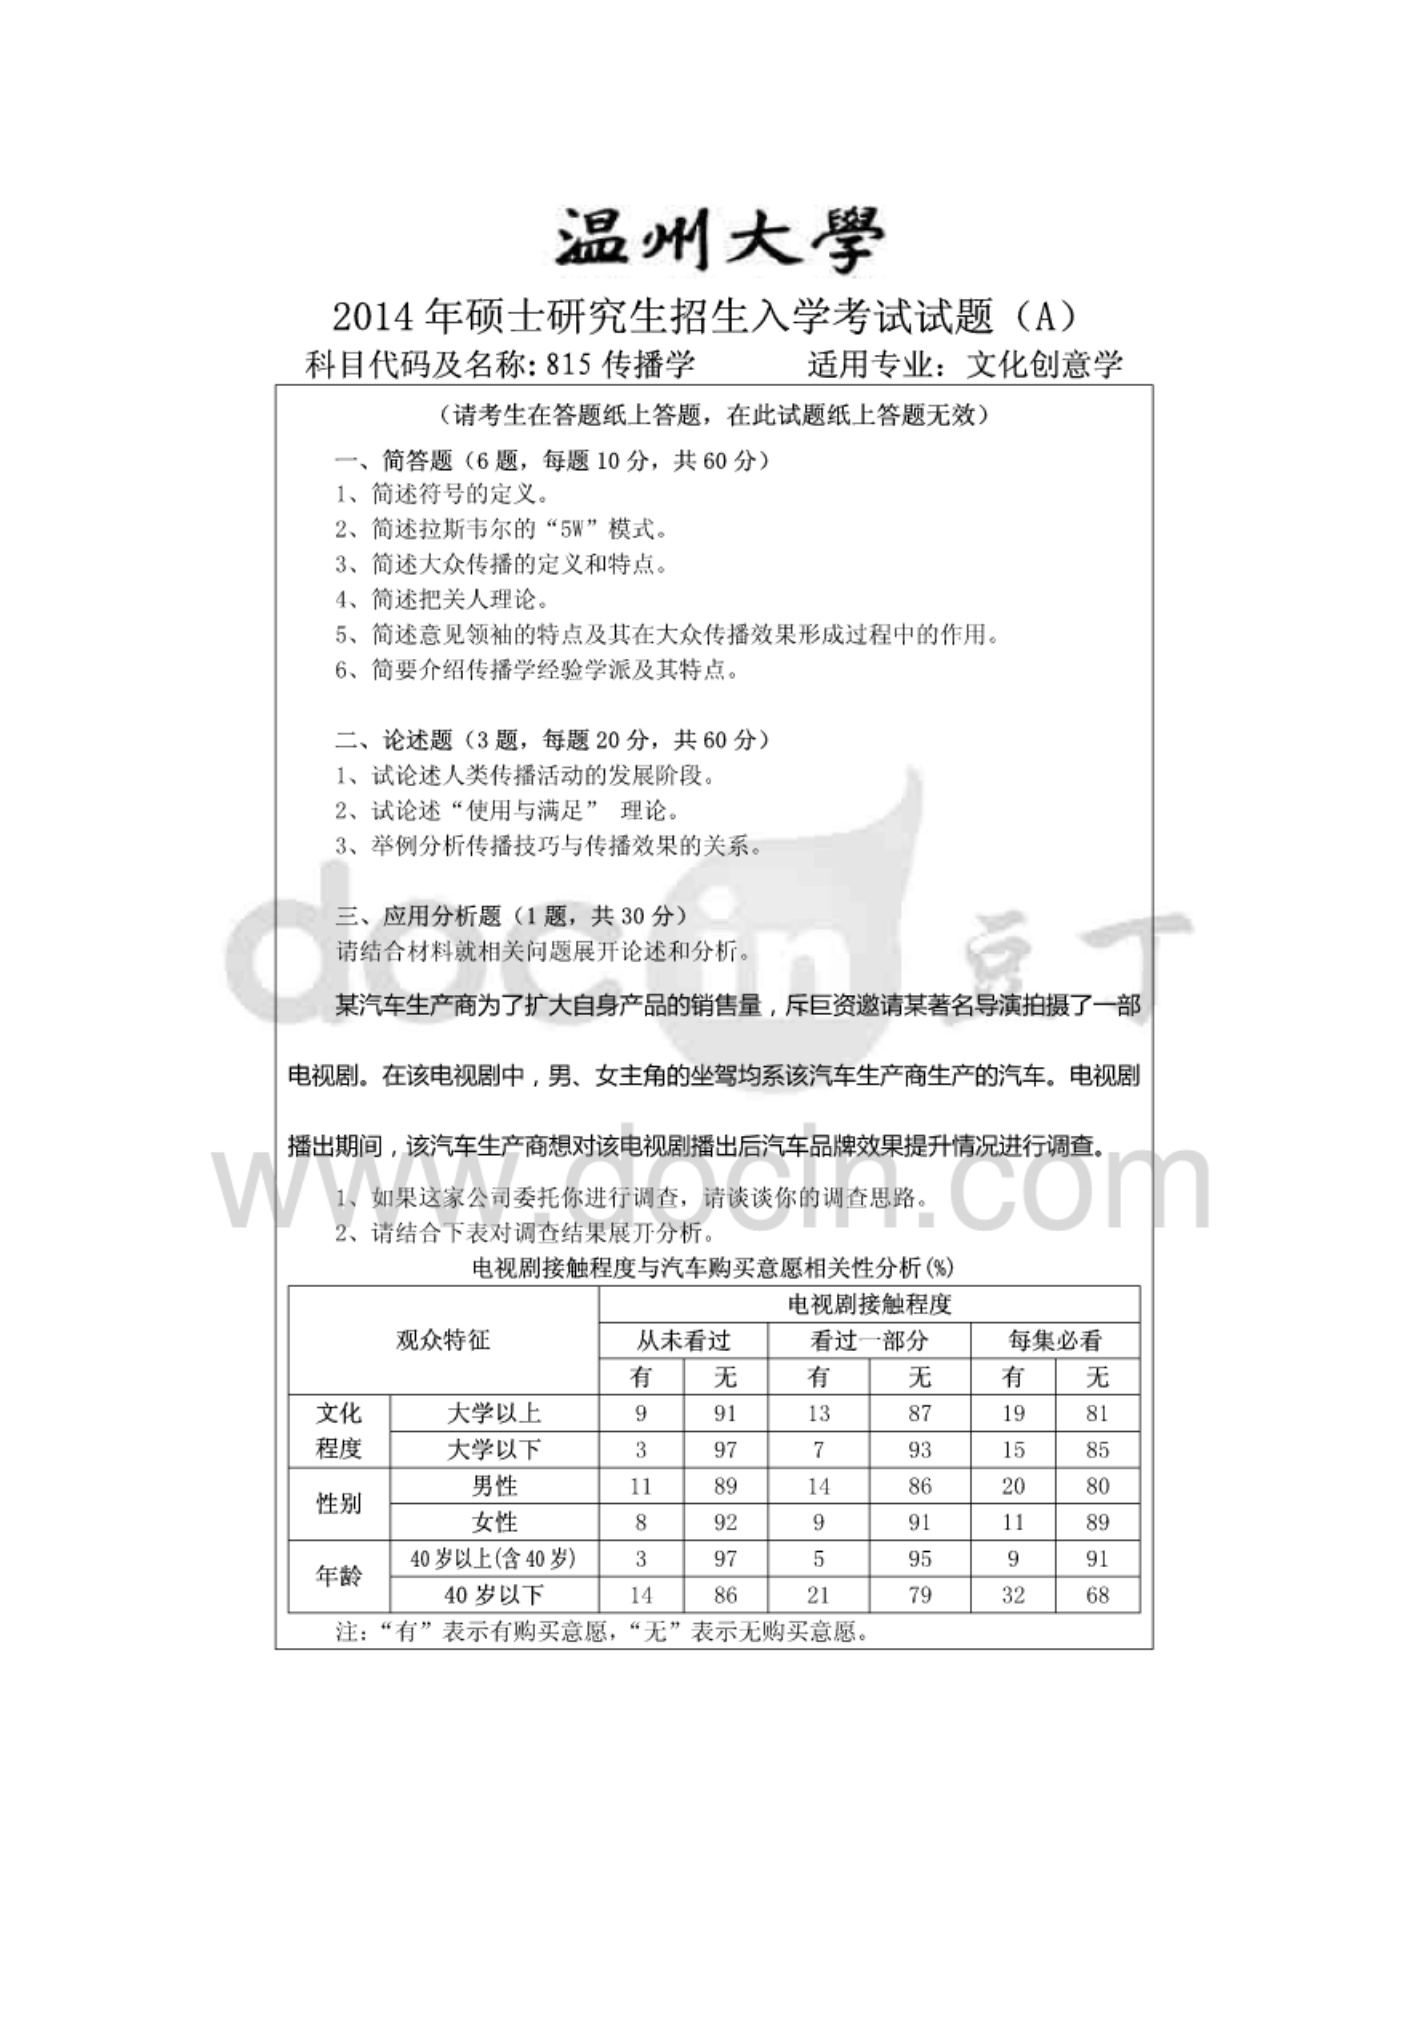 温州大學
2014年硕士研究生招生入学考试试题（A）
科目代码及名称: 815传播学 适用专业：文化创意学
（请考生在答题纸上答题，在此试题纸上答题无效）
一、简答题（6题，每题10分，共60分）
1、简述符号的定义。
2、简述拉斯韦尔的“5W”模式。
3、简述大众传播的定义和特点。
4、简述把关人理论。
5、简述意见领袖的特点及其在大众传播效果形成过程中的作用。
6、简要介绍传播学经验学派及其特点。
二、论述题（3题，每题20分，共60分）
1、试论述人类传播活动的发展阶段。
2、试论述“使用与满足” 理论。
3、举例分析传播技巧与传播效果的关系。
三、应用分析题（1题，共30分）
请结合材料就相关问题展开论述和分析。
某汽车生产商为了扩大自身产品的销售量，斥巨资邀请某著名导演拍摄了一部
电视剧。在该电视剧中，男、女主角的坐驾均系该汽车生产商生产的汽车。电视剧
播出期间，该汽车生产商想对该电视剧播出后汽车品牌效果提升情况进行调查。
1、如果这家公司委托你进行调查，请谈谈你的调查思路。
2、请结合下表对调查结果展开分析。
电视剧接触程度与汽车购买意愿相关性分析(%)
观众特征 电视剧接触程度
从未看过 看过一部分 每集必看
有 无 有 无 有 无
文化程度 大学以上 9 91 13 87 19 81
大学以下 3 97 7 93 15 85
性别 男性 11 89 14 86 20 80
女性 8 92 9 91 11 89
年龄 40岁以上(含40岁) 3 97 5 95 9 91
40岁以下 14 86 21 79 32 68
注：“有”表示有购买意愿，“无”表示无购买意愿。
docin 豆丁
www.docin.com